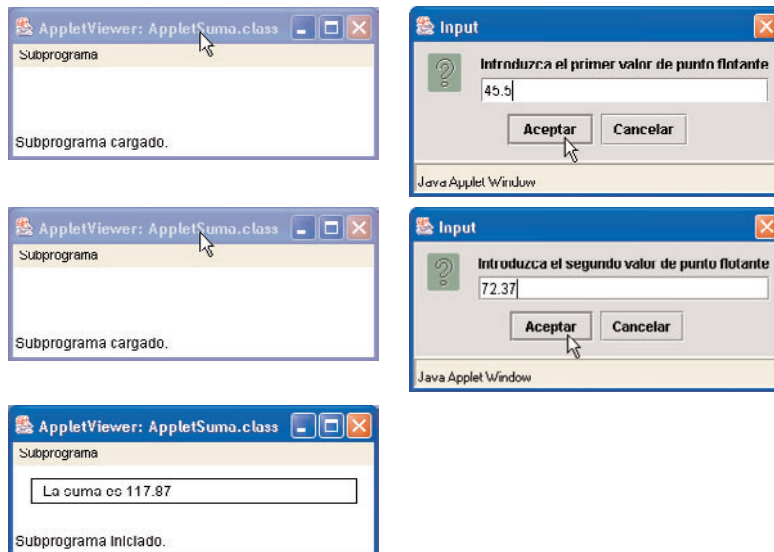 AppletViewer: AppletSuma.class
Subprograma
Subprograma cargado.
Input
Introduzca el primer valor de punto flotante
45.5
Aceptar
Cancelar
Java Applet Window
AppletViewer: AppletSuma.class
Subprograma
Subprograma cargado.
Input
Introduzca el segundo valor de punto flotante
72.37
Aceptar
Cancelar
Java Applet Window
AppletViewer: AppletSuma.class
Subprograma
La suma es 117.87
Subprograma iniciado.